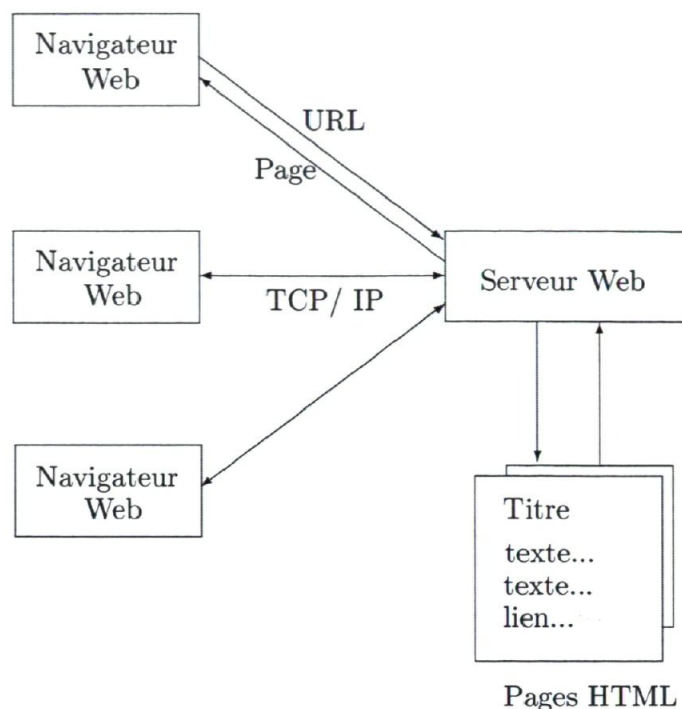 Navigateur
Web
URL
Page
Navigateur
Web
TCP/ IP
Serveur Web
Navigateur
Web
Titre
texte...
texte...
lien...
Pages HTML